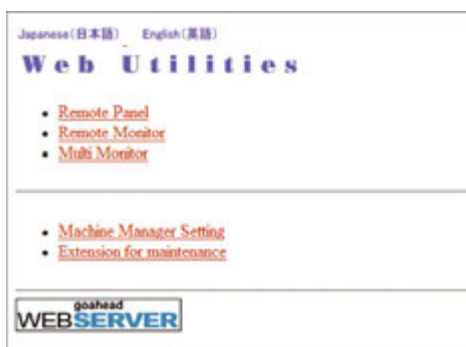 Japanese(日本語) English(英語)
Web Utilities
Remote Panel
Remote Monitor
Multi Monitor
Machine Manager Setting
Extension for maintenance
goahead
WEBSERVER